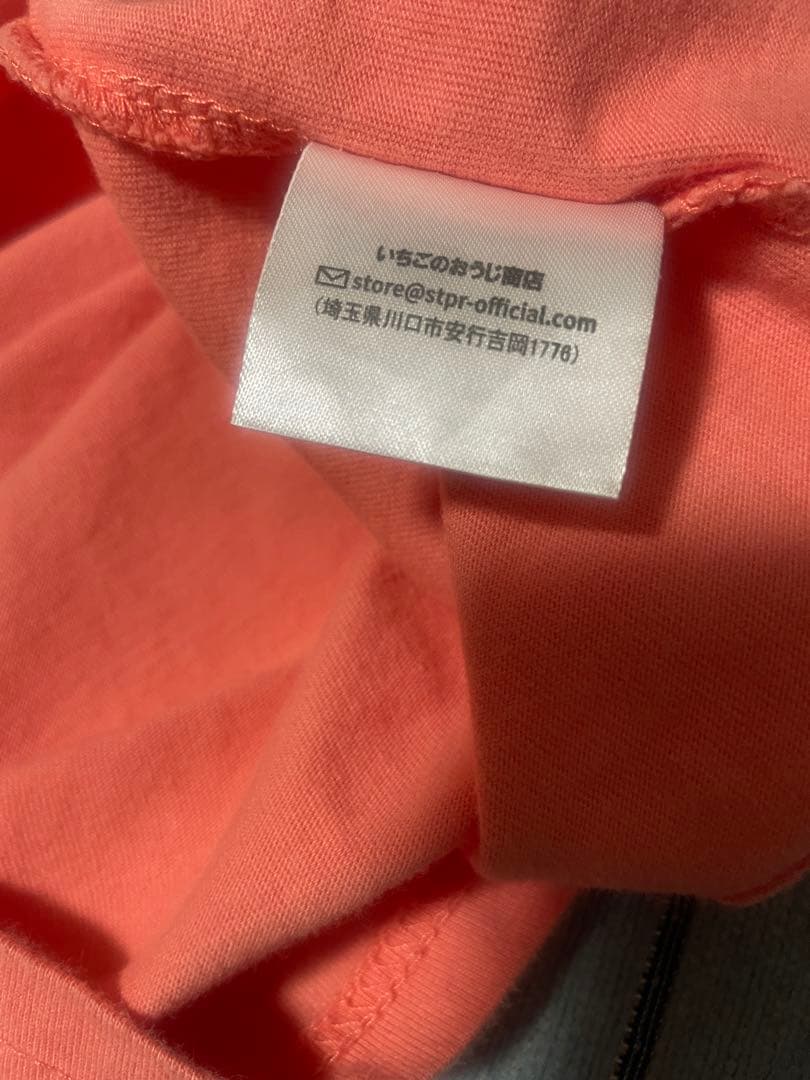 いちごのおうじ商店
store@stpr-official.com
(埼玉県川口市安行吉岡1776)